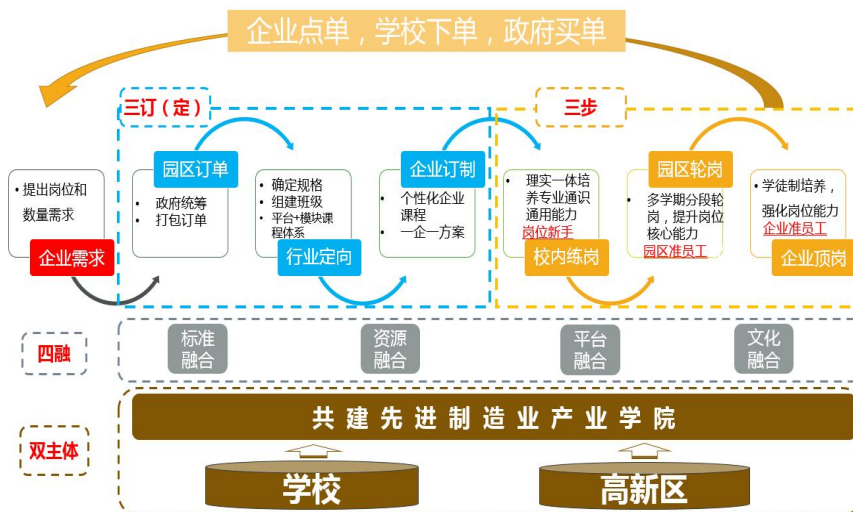 企业点单，学校下单，政府买单
三订（定）
三步
• 提出岗位和
数量需求
企业需求
园区订单
• 政府统筹
• 打包订单
• 确定规格
• 组建班级
• 平台+模块课
程体系
行业定向
企业订制
• 个性化企业
课程
• 一企一方案
• 理实一体培
养专业通识
通用能力
岗位新手
校内练岗
园区轮岗
• 多学期分段轮
岗，提升岗位
核心能力
园区准员工
• 学徒制培养，
强化岗位能力
企业准员工
企业顶岗
四融
标准
融合
资源
融合
平台
融合
文化
融合
双主体
共建先进制造业产业学院
学校
高新区